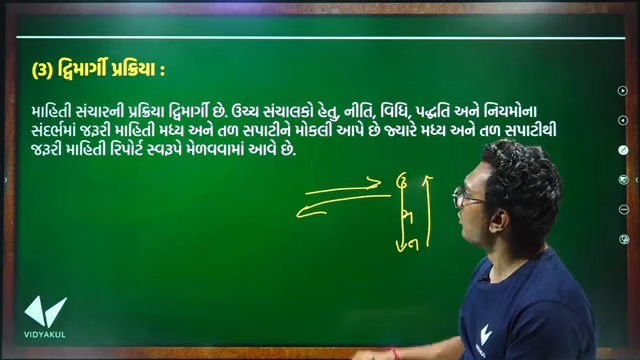 (3) દ્વિમાર્ગી પ્રક્રિયા :
માહિતી સંચારની પ્રક્રિયા દ્વિમાર્ગી છે. ઉચ્ચ સંચાલકો હેતુ, નીતિ, વિધિ, પદ્ધતિ અને નિયમોના
સંદર્ભમાં જરૂરી માહિતી મધ્ય અને તળ સપાટીને મોકલી આપે છે જ્યારે મધ્ય અને તળ સપાટીથી
જરૂરી માહિતી રિપોર્ટ સ્વરૂપે મેળવવામાં આવે છે.
ઉ
મ
ત
VIDYAKUL